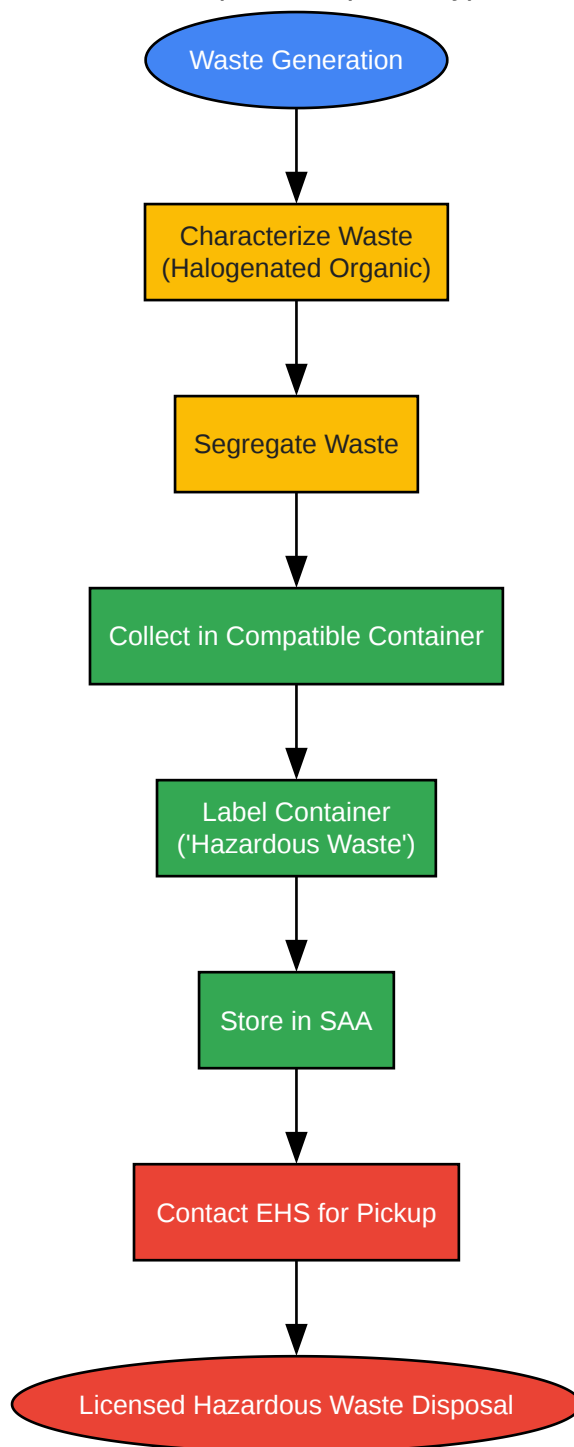 Waste Generation
Characterize Waste
(Halogenated Organic)
Segregate Waste
Collect in Compatible Container
Label Container
('Hazardous Waste')
Store in SAA
Contact EHS for Pickup
Licensed Hazardous Waste Disposal